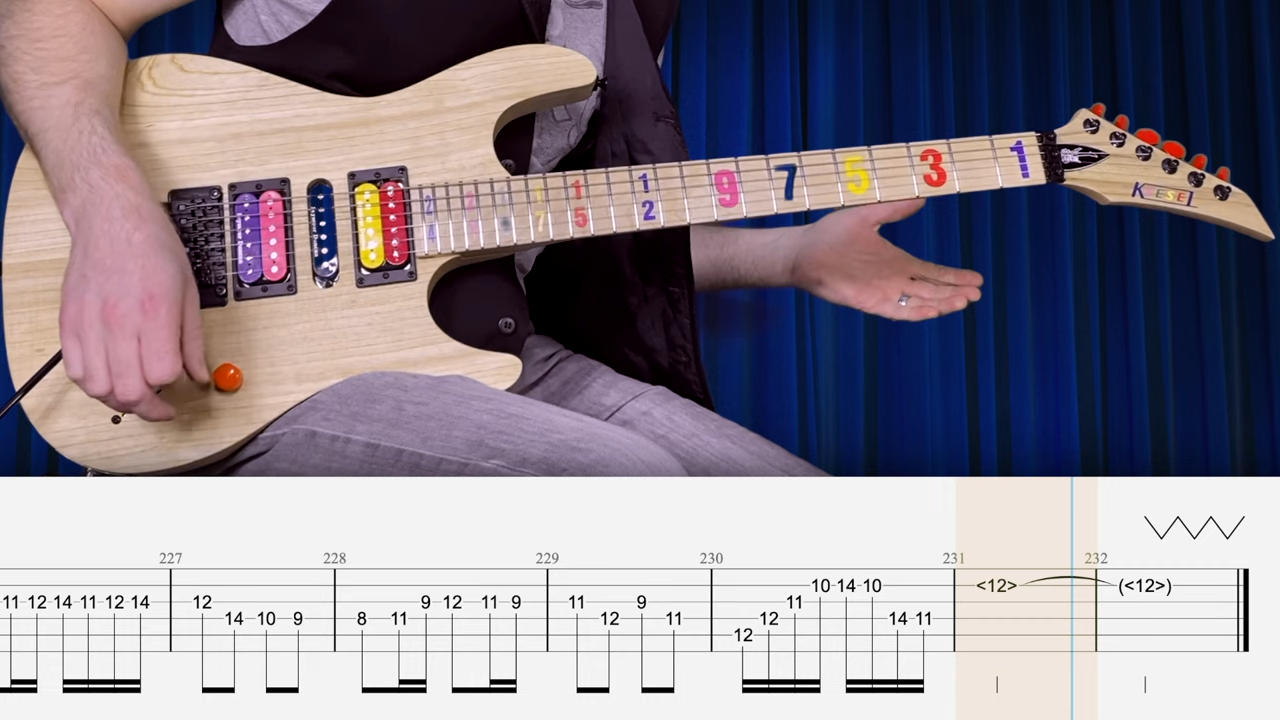 1 3 5 7 9 1 2 1 5
KIESEL
227 228 229 230 231 232
<12> (<12>)
10 14 10
11 12 14 11 12 14 12 9 12 11 9 11 9 11
14 10 9 8 11 12 11 12 14 11
12